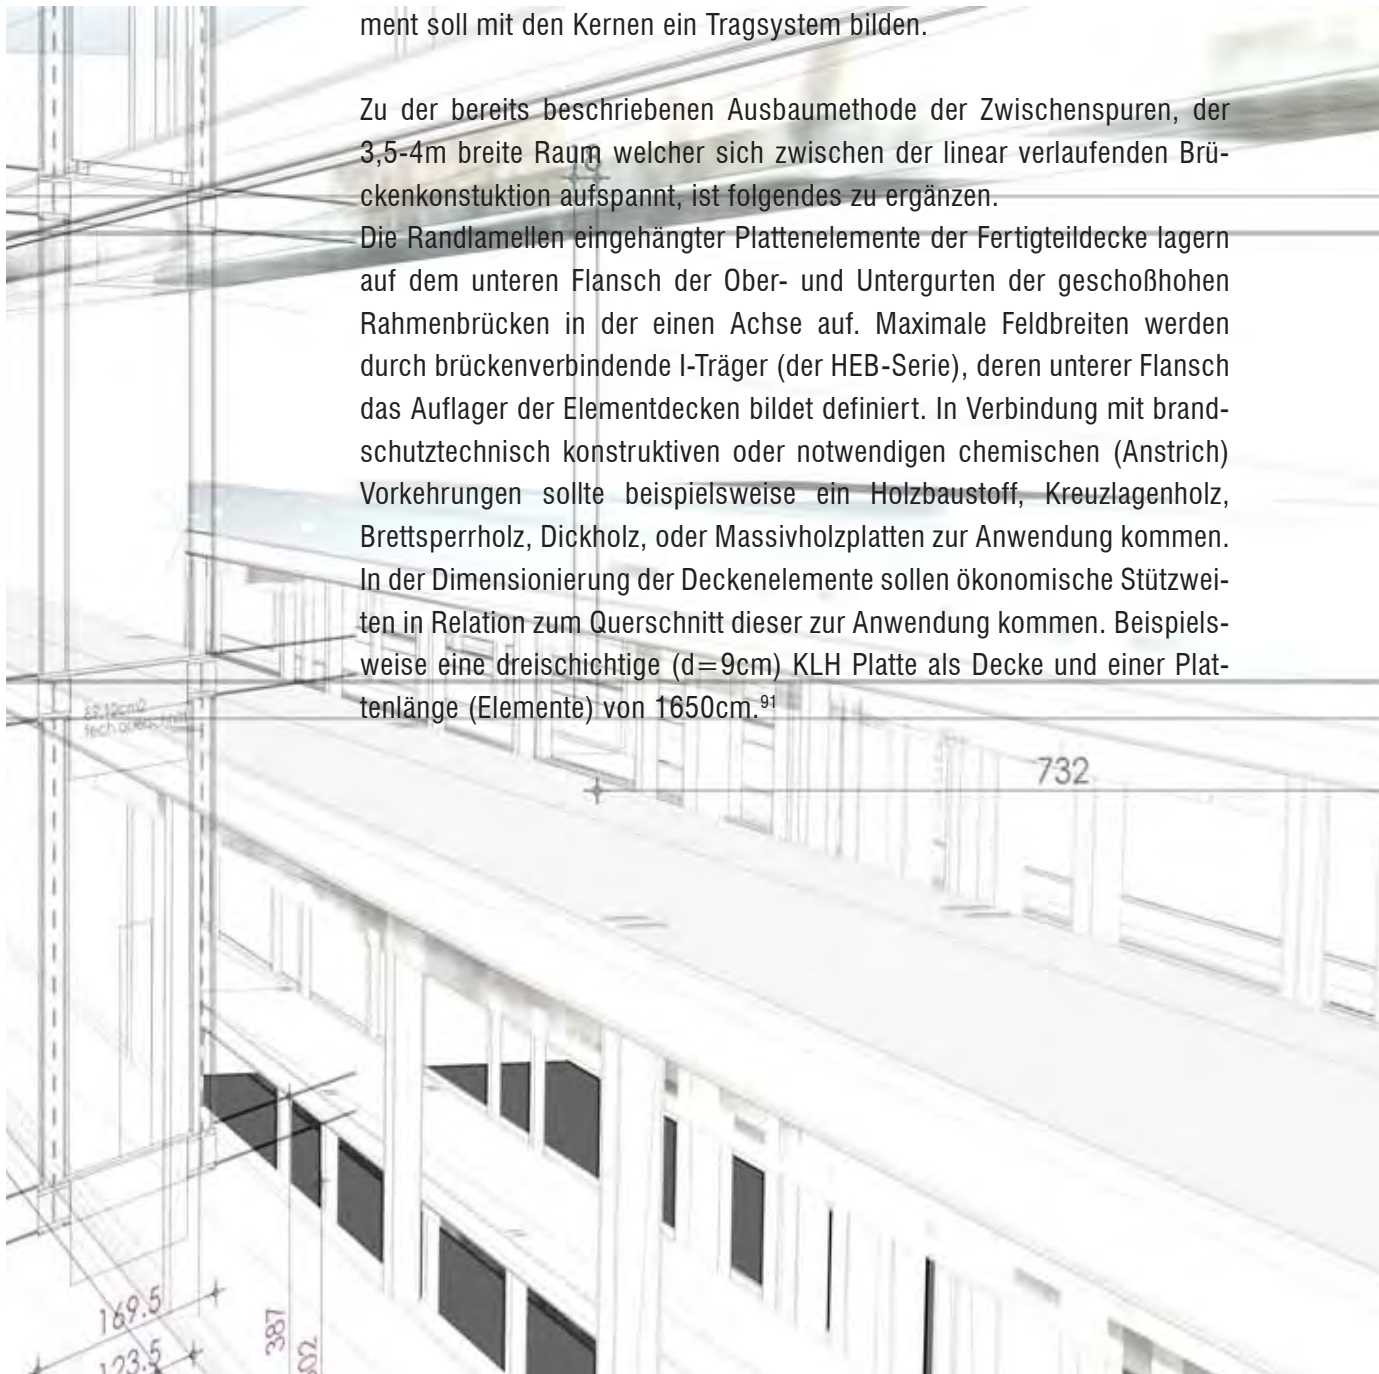 ment soll mit den Kernen ein Tragsystem bilden.
Zu der bereits beschriebenen Ausbaumethode der Zwischenspuren, der
3,5-4m breite Raum welcher sich zwischen der linear verlaufenden Brü-
ckenkonstuktion aufspannt, ist folgendes zu ergänzen.
Die Randlamellen eingehängter Plattenelemente der Fertigteildecke lagern
auf dem unteren Flansch der Ober- und Untergurten der geschoßhohen
Rahmenbrücken in der einen Achse auf. Maximale Feldbreiten werden
durch brückenverbindende I-Träger (der HEB-Serie), deren unterer Flansch
das Auflager der Elementdecken bildet definiert. In Verbindung mit brand-
schutztechnisch konstruktiven oder notwendigen chemischen (Anstrich)
Vorkehrungen sollte beispielsweise ein Holzbaustoff, Kreuzlagenholz,
Brettsperrholz, Dickholz, oder Massivholzplatten zur Anwendung kommen.
In der Dimensionierung der Deckenelemente sollen ökonomische Stützwei-
ten in Relation zum Querschnitt dieser zur Anwendung kommen. Beispiels-
weise eine dreischichtige (d=9cm) KLH Platte als Decke und einer Plat-
tenlänge (Elemente) von 1650cm.⁹¹
732
169.5
123.5
387